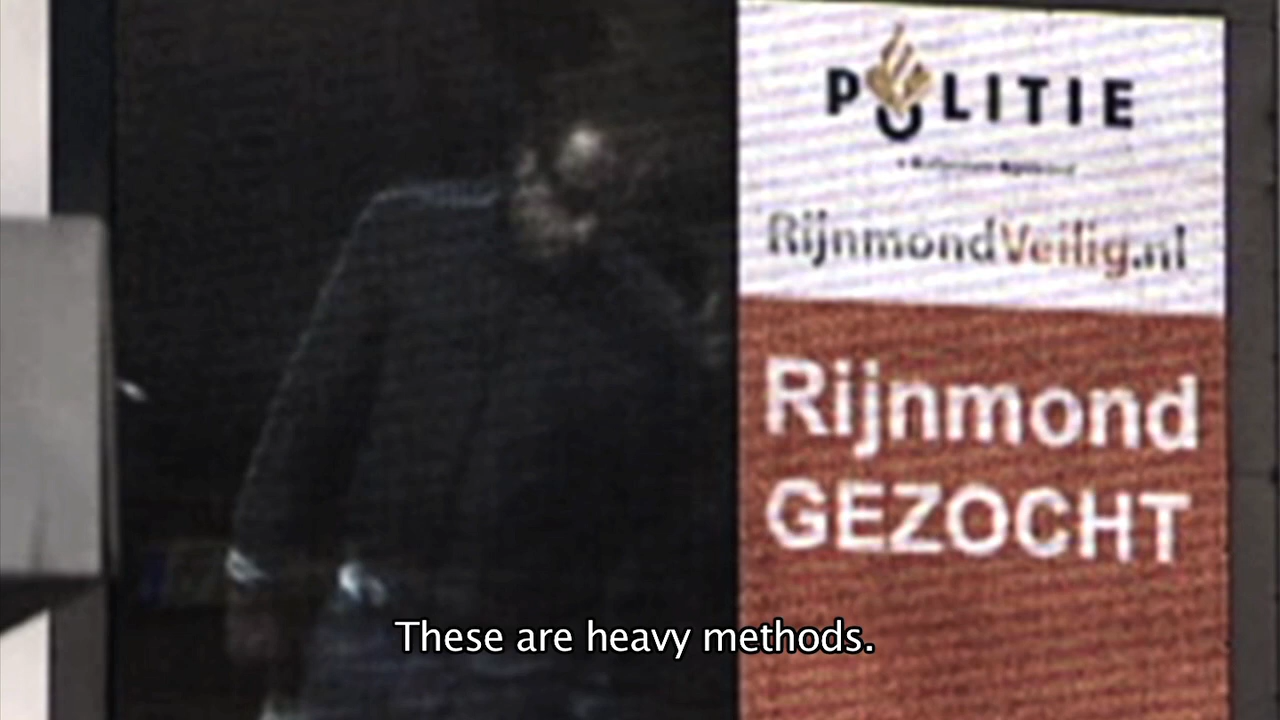 POLITIE
RijnmondVeilig.nl
Rijnmond
GEZOCHT
These are heavy methods.